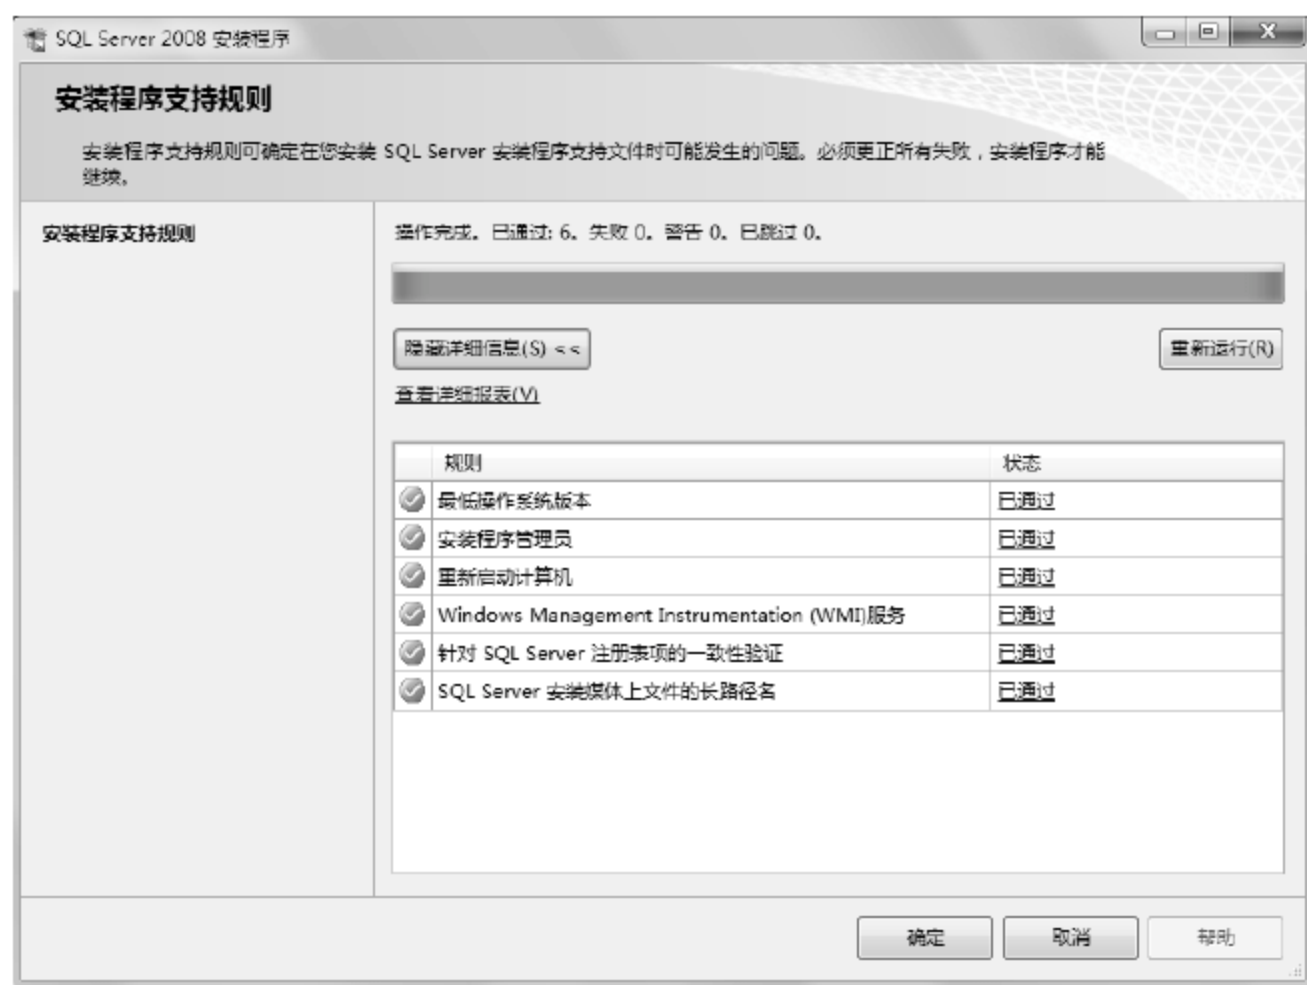 SQL Server 2008 安装程序
安装程序支持规则
安装程序支持规则可确定在您安装 SQL Server 安装程序支持文件时可能发生的问题。必须更正所有失败，安装程序才能
继续。
安装程序支持规则
操作完成。已通过: 6。失败 0。警告 0。已跳过 0。
隐藏详细信息(S) <<
重新运行(R)
查看详细报表(V)
规则 状态
最低操作系统版本 已通过
安装程序管理员 已通过
重新启动计算机 已通过
Windows Management Instrumentation (WMI)服务 已通过
针对 SQL Server 注册表项的一致性验证 已通过
SQL Server 安装媒体上文件的长路径名 已通过
确定 取消 帮助